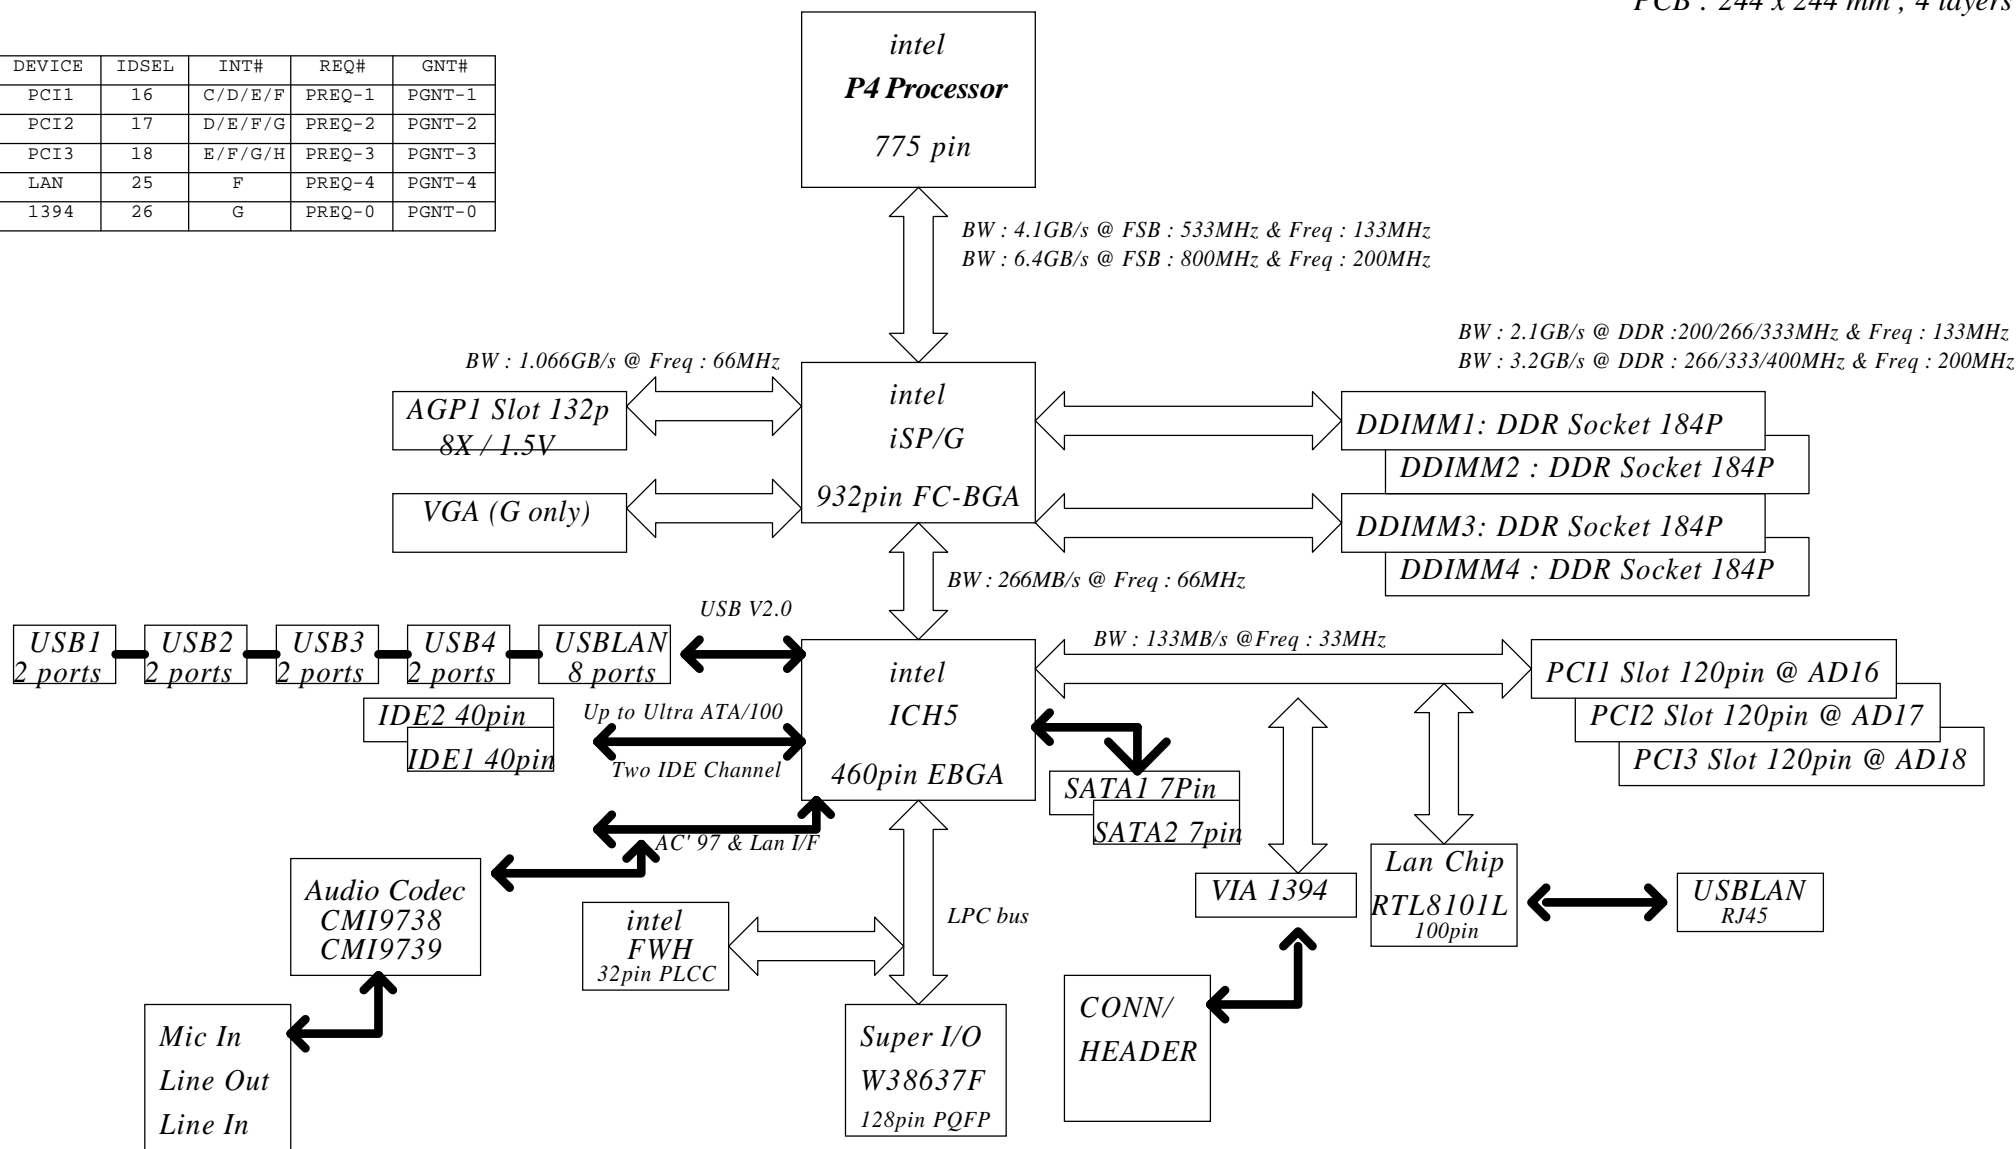 PCB : 244 x 244 mm , 4 layers
DEVICE IDSEL INT# REQ# GNT#
PCI1 16 C/D/E/F PREQ-1 PGNT-1
PCI2 17 D/E/F/G PREQ-2 PGNT-2
PCI3 18 E/F/G/H PREQ-3 PGNT-3
LAN 25 F PREQ-4 PGNT-4
1394 26 G PREQ-0 PGNT-0
intel
P4 Processor
775 pin
BW : 4.1GB/s @ FSB : 533MHz & Freq : 133MHz
BW : 6.4GB/s @ FSB : 800MHz & Freq : 200MHz
BW : 2.1GB/s @ DDR :200/266/333MHz & Freq : 133MHz
BW : 3.2GB/s @ DDR : 266/333/400MHz & Freq : 200MHz
BW : 1.066GB/s @ Freq : 66MHz
AGP1 Slot 132p
8X / 1.5V
VGA (G only)
intel
iSP/G
932pin FC-BGA
DDIMM1: DDR Socket 184P
DDIMM2 : DDR Socket 184P
DDIMM3: DDR Socket 184P
DDIMM4 : DDR Socket 184P
BW : 266MB/s @ Freq : 66MHz
USB V2.0
USB1
2 ports
USB2
2 ports
USB3
2 ports
USB4
2 ports
USBLAN
8 ports
IDE2 40pin
IDE1 40pin
Up to Ultra ATA/100
Two IDE Channel
intel
ICH5
460pin EBGA
BW : 133MB/s @Freq : 33MHz
PCI1 Slot 120pin @ AD16
PCI2 Slot 120pin @ AD17
PCI3 Slot 120pin @ AD18
SATA1 7Pin
SATA2 7pin
AC' 97 & Lan I/F
Audio Codec
CMI9738
CMI9739
intel
FWH
32pin PLCC
LPC bus
VIA 1394
Lan Chip
RTL8101L
100pin
USBLAN
RJ45
Mic In
Line Out
Line In
Super I/O
W38637F
128pin PQFP
CONN/
HEADER